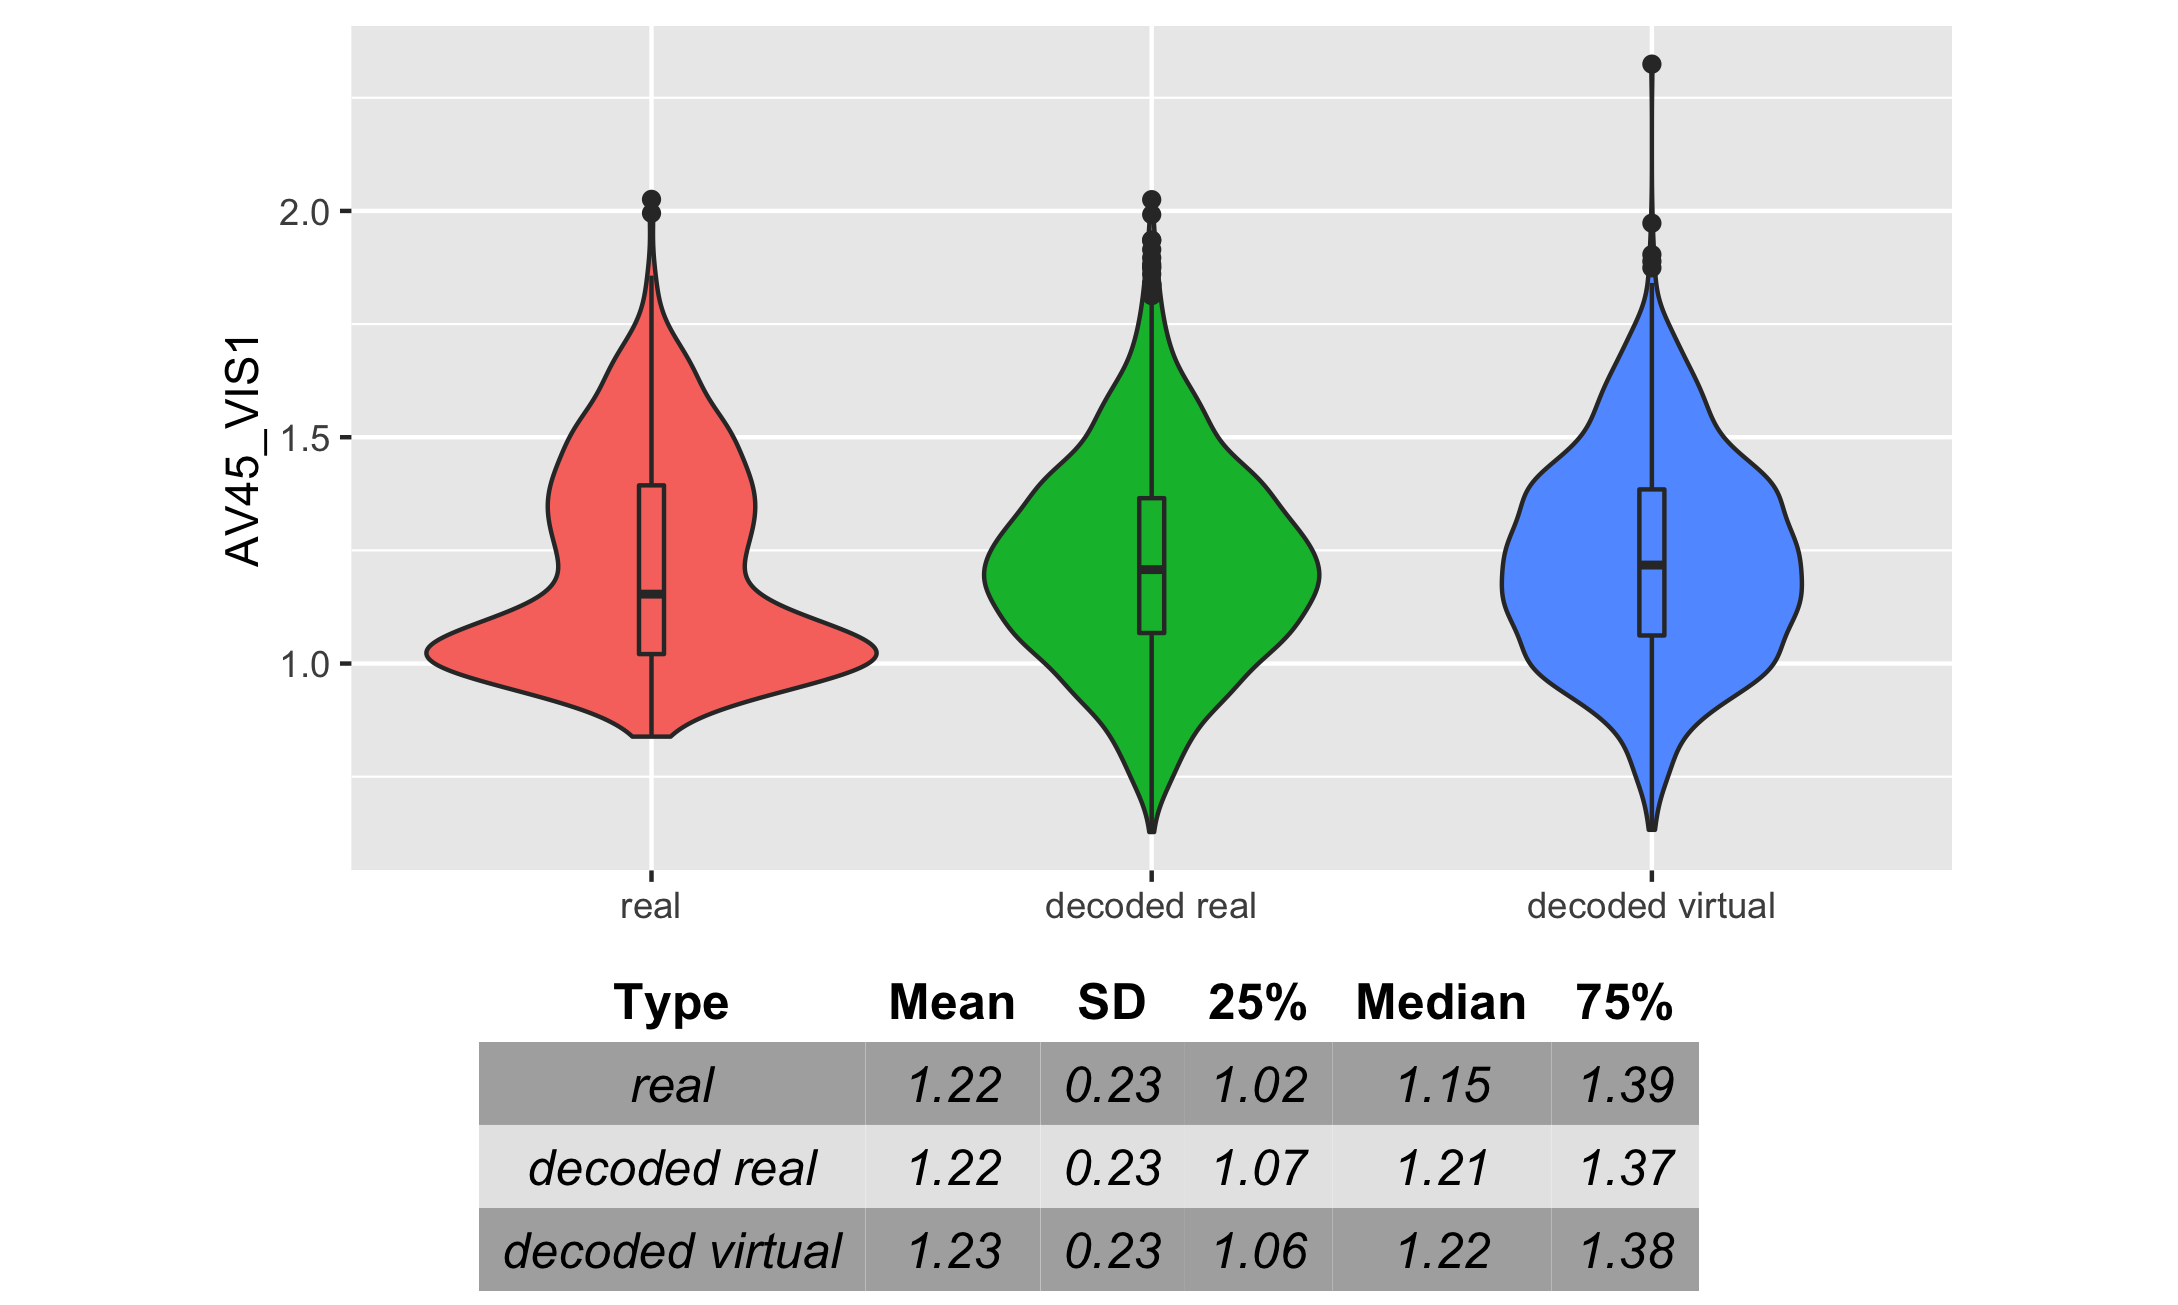 AV45_VIS1
2.0
1.5
1.0
real decoded real decoded virtual
Type Mean SD 25% Median 75%
real 1.22 0.23 1.02 1.15 1.39
decoded real 1.22 0.23 1.07 1.21 1.37
decoded virtual 1.23 0.23 1.06 1.22 1.38